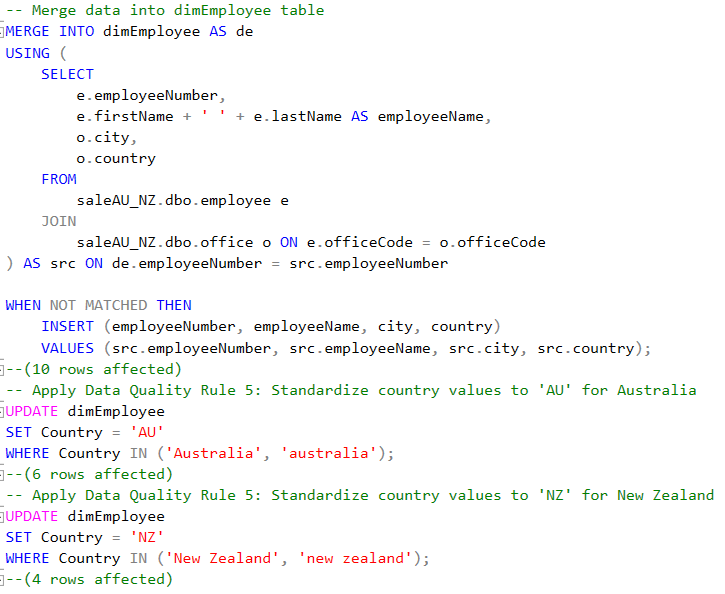 -- Merge data into dimEmployee table
MERGE INTO dimEmployee AS de
USING (
    SELECT
        e.employeeNumber,
        e.firstName + ' ' + e.lastName AS employeeName,
        o.city,
        o.country
    FROM
        saleAU_NZ.dbo.employee e
    JOIN
        saleAU_NZ.dbo.office o ON e.officeCode = o.officeCode
) AS src ON de.employeeNumber = src.employeeNumber

WHEN NOT MATCHED THEN
    INSERT (employeeNumber, employeeName, city, country)
    VALUES (src.employeeNumber, src.employeeName, src.city, src.country);
--(10 rows affected)
-- Apply Data Quality Rule 5: Standardize country values to 'AU' for Australia
UPDATE dimEmployee
SET Country = 'AU'
WHERE Country IN ('Australia', 'australia');
--(6 rows affected)
-- Apply Data Quality Rule 5: Standardize country values to 'NZ' for New Zealand
UPDATE dimEmployee
SET Country = 'NZ'
WHERE Country IN ('New Zealand', 'new zealand');
--(4 rows affected)